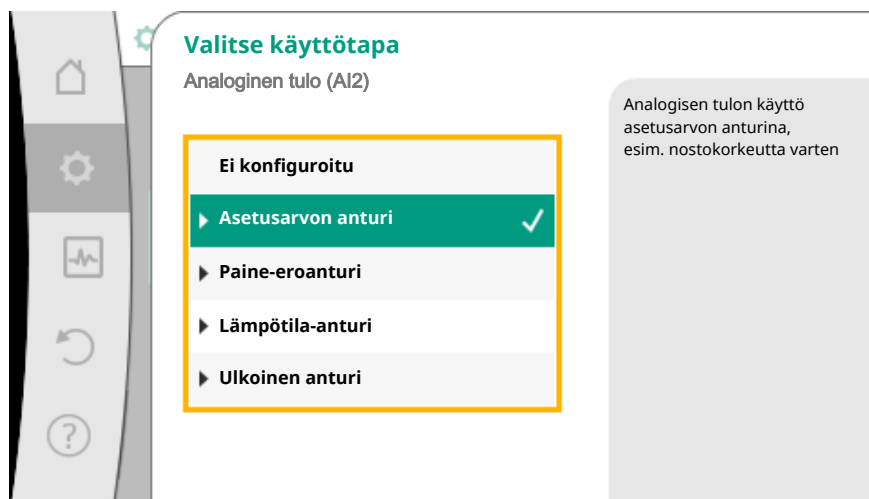 Valitse käyttötapa
Analoginen tulo (AI2)
Ei konfiguroitu
Asetusarvon anturi
Paine-eroanturi
Lämpötila-anturi
Ulkoinen anturi
Analogisen tulon käyttö
asetusarvon anturina,
esim. nostokorkeutta varten